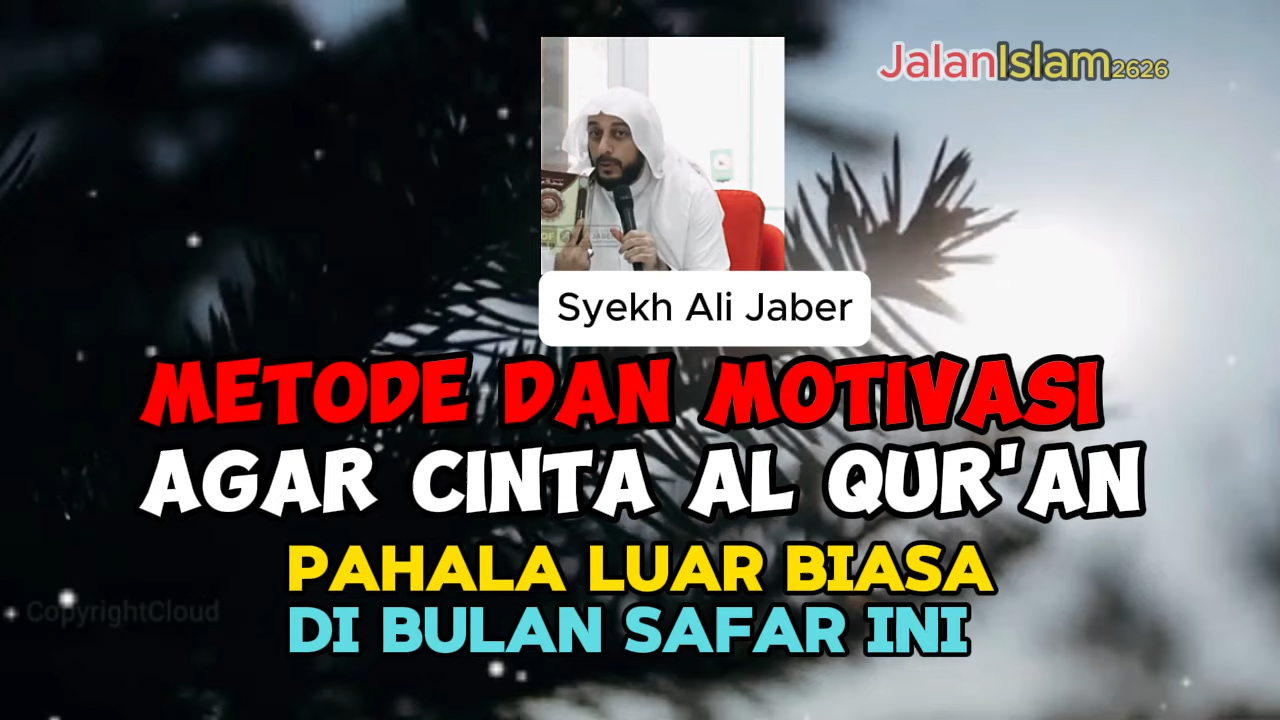 JalanIslam2626
Syekh Ali Jaber
METODE DAN MOTIVASI
AGAR CINTA AL QUR'AN
PAHALA LUAR BIASA
DI BULAN SAFAR INI
CopyrightCloud